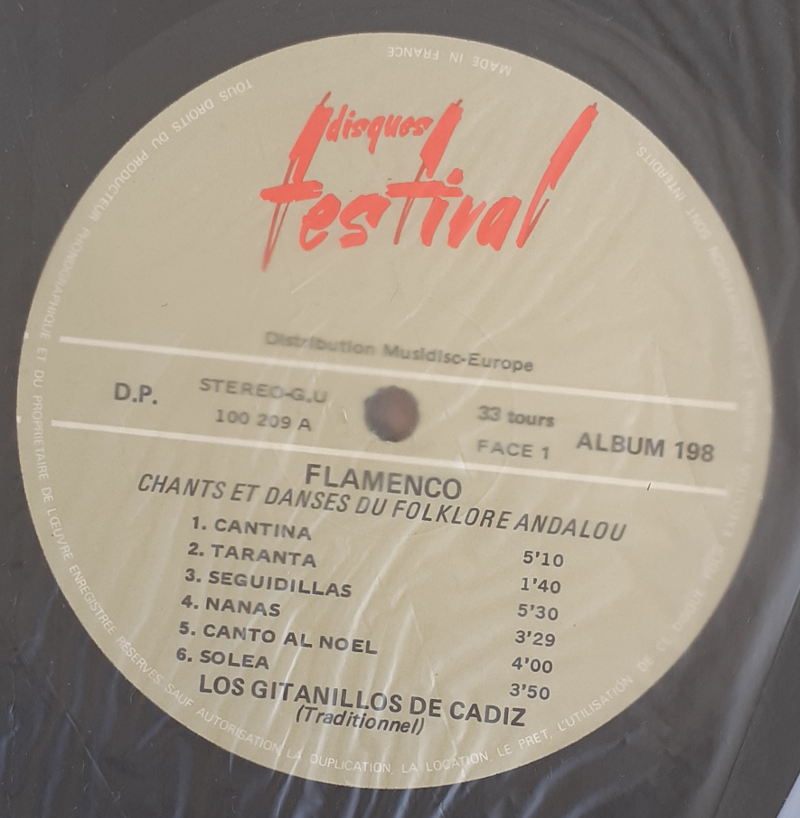 disques
festival
Distribution Musidisc-Europe
D.P.
STEREO-G.U
100 209 A
33 tours
FACE 1
ALBUM 198
FLAMENCO
CHANTS ET DANSES DU FOLKLORE ANDALOU
1. CANTINA 5'10
2. TARANTA 1'40
3. SEGUIDILLAS 5'30
4. NANAS 3'29
5. CANTO AL NOEL 4'00
6. SOLEA 3'50
LOS GITANILLOS DE CADIZ
(Traditionnel)
MADE IN FRANCE
TOUS DROITS DU PRODUCTEUR PHONOGRAPHIQUE ET DU PROPRIETAIRE DE L'ŒUVRE ENREGISTREE RESERVES SAUF AUTORISATION LA DUPLICATION, LA LOCATION, LE PRET, L'UTILISATION DE CE SONT INTERDITS.